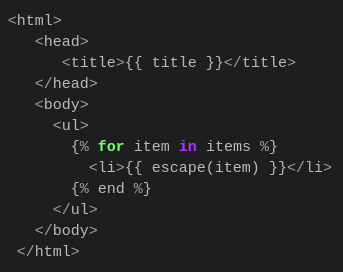 <html>
   <head>
      <title>{{ title }}</title>
   </head>
   <body>
     <ul>
       {% for item in items %}
         <li>{{ escape(item) }}</li>
       {% end %}
     </ul>
   </body>
 </html>